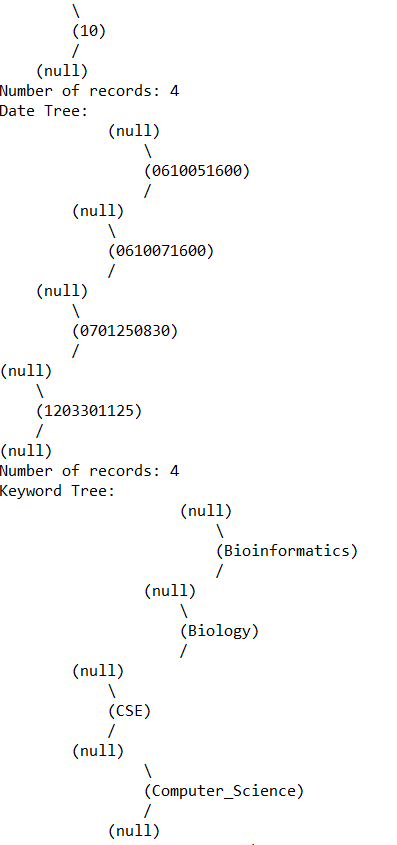 \
        (10)
        /
    (null)
Number of records: 4
Date Tree:
            (null)
                \
                (0610051600)
                /
        (null)
            \
            (0610071600)
            /
    (null)
        \
        (0701250830)
        /
(null)
    \
    (1203301125)
    /
(null)
Number of records: 4
Keyword Tree:
                    (null)
                        \
                        (Bioinformatics)
                        /
                (null)
                    \
                    (Biology)
                    /
        (null)
            \
            (CSE)
            /
        (null)
                \
                (Computer_Science)
                /
            (null)